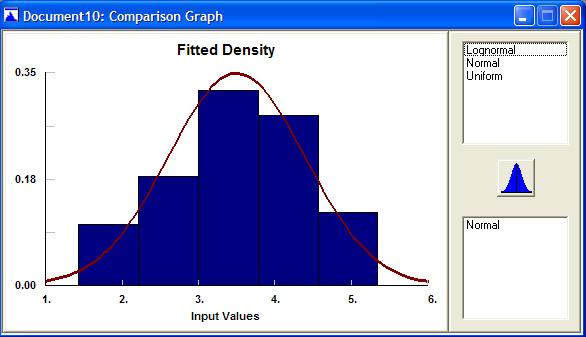 Document10: Comparison Graph
Fitted Density
0.35
0.18
0.00
1. 2. 3. 4. 5. 6.
Input Values
Lognormal
Normal
Uniform
Normal